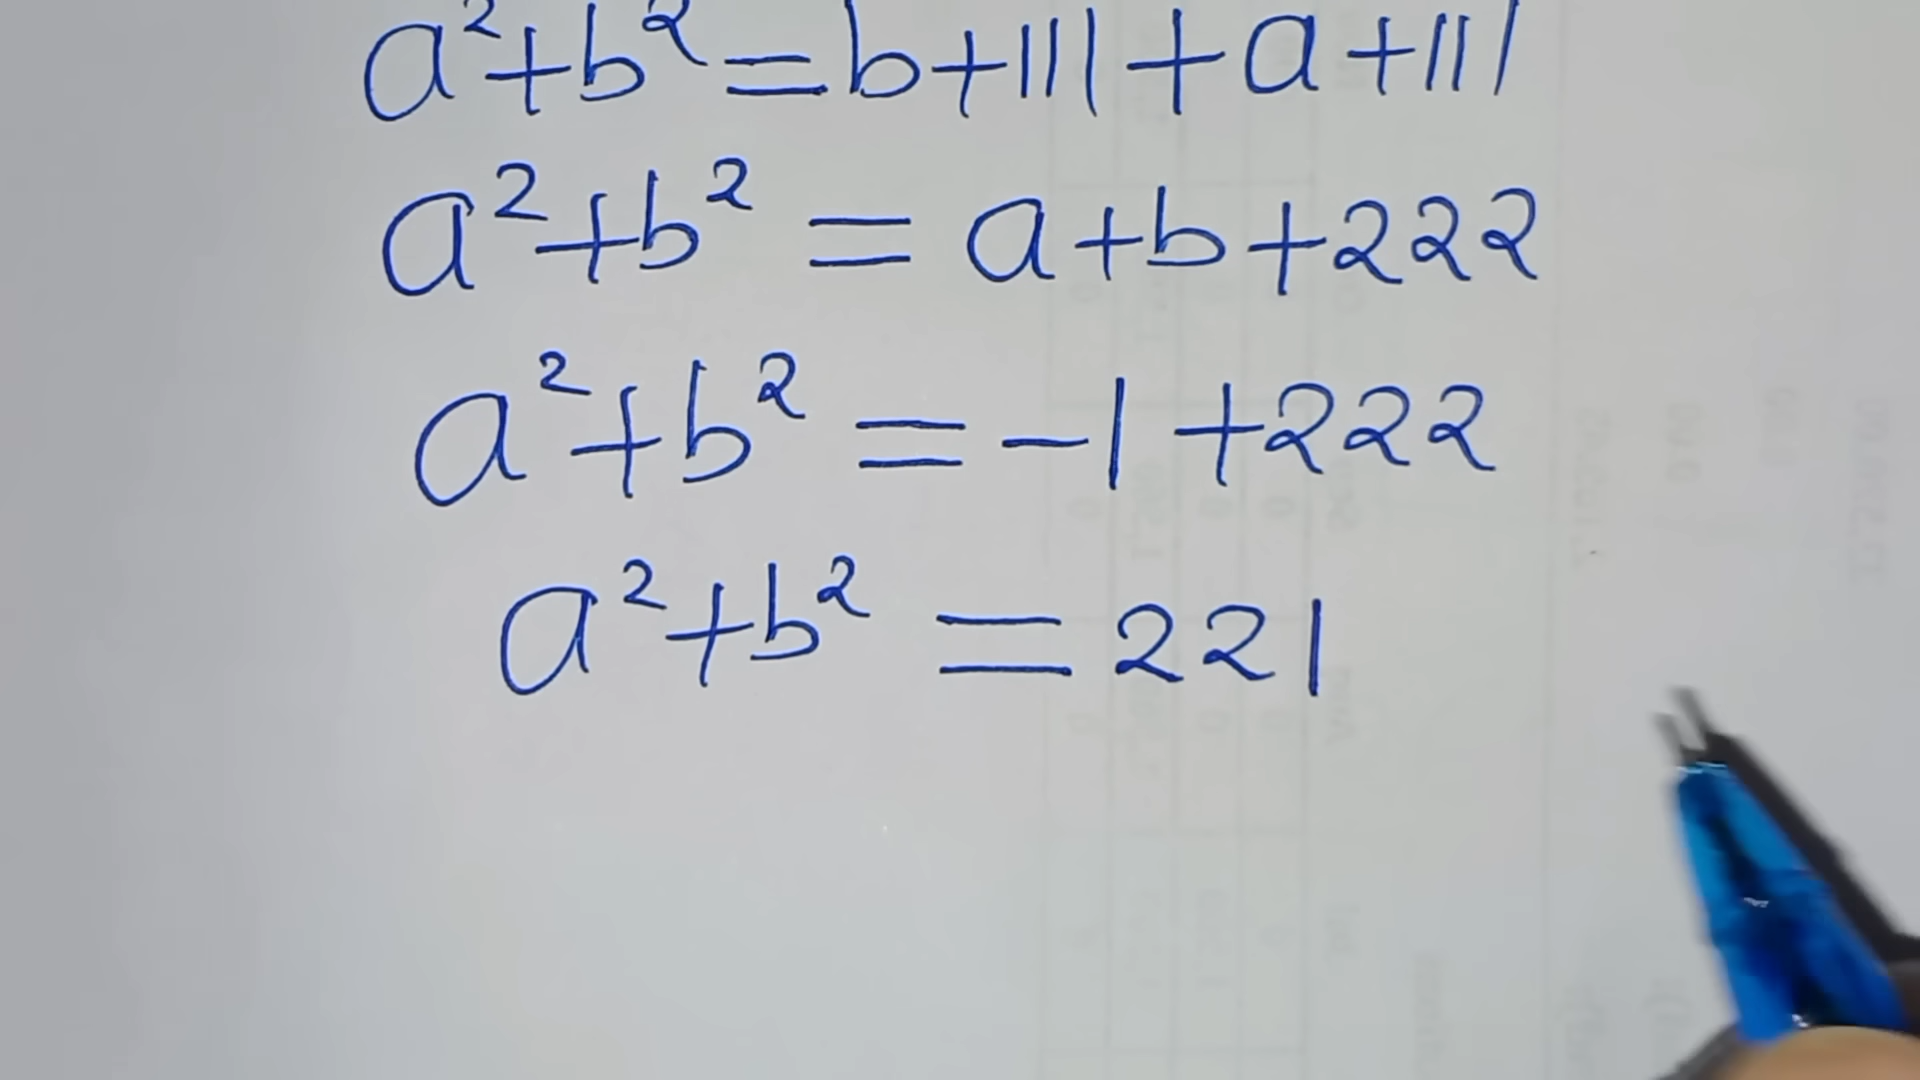 a²+b²=b+111+a+111
a²+b² = a+b+222
a²+b² = -1+222
a²+b² = 221